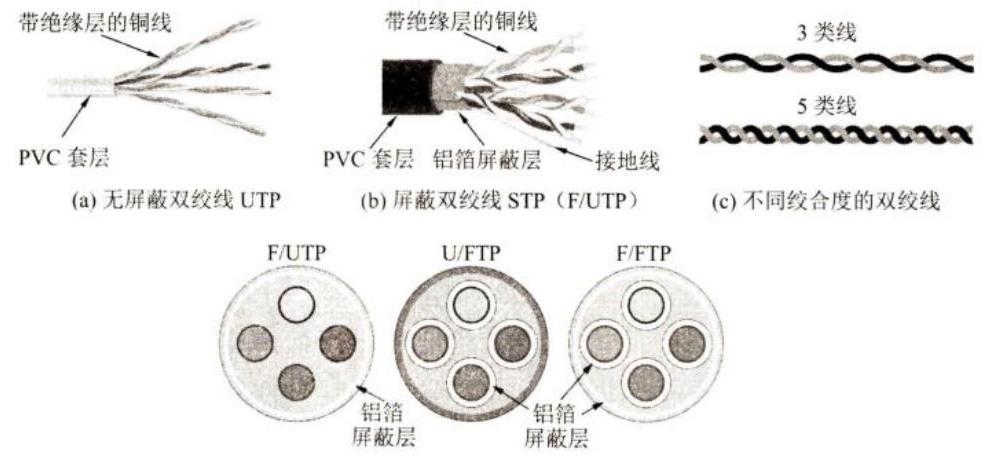 带绝缘层的铜线
PVC 套层
(a) 无屏蔽双绞线 UTP
带绝缘层的铜线
PVC 套层
铝箔屏蔽层
接地线
(b) 屏蔽双绞线 STP（F/UTP）
3 类线
5 类线
(c) 不同绞合度的双绞线
F/UTP
U/FTP
F/FTP
铝箔
屏蔽层
铝箔
屏蔽层